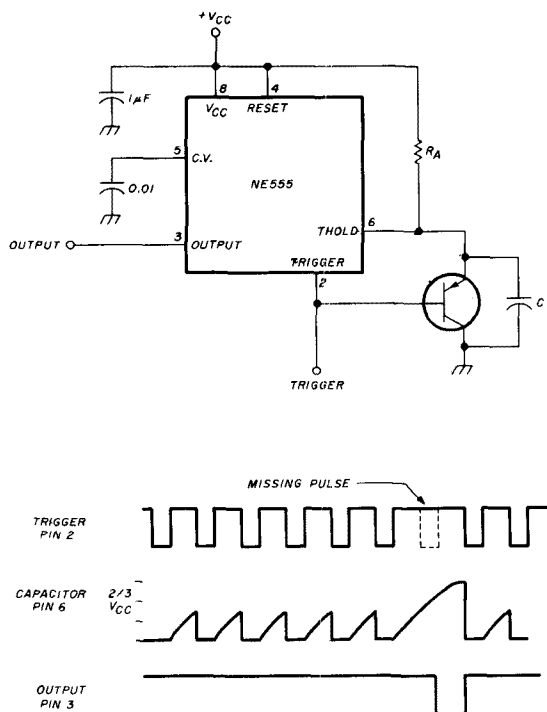 +VCC
1µF
8
4
VCC
RESET
5
C.V.
0.01
NE555
RA
6
THOLD
OUTPUT
3
OUTPUT
TRIGGER
2
C
TRIGGER
MISSING PULSE
TRIGGER
PIN 2
CAPACITOR
PIN 6
2/3
VCC
OUTPUT
PIN 3